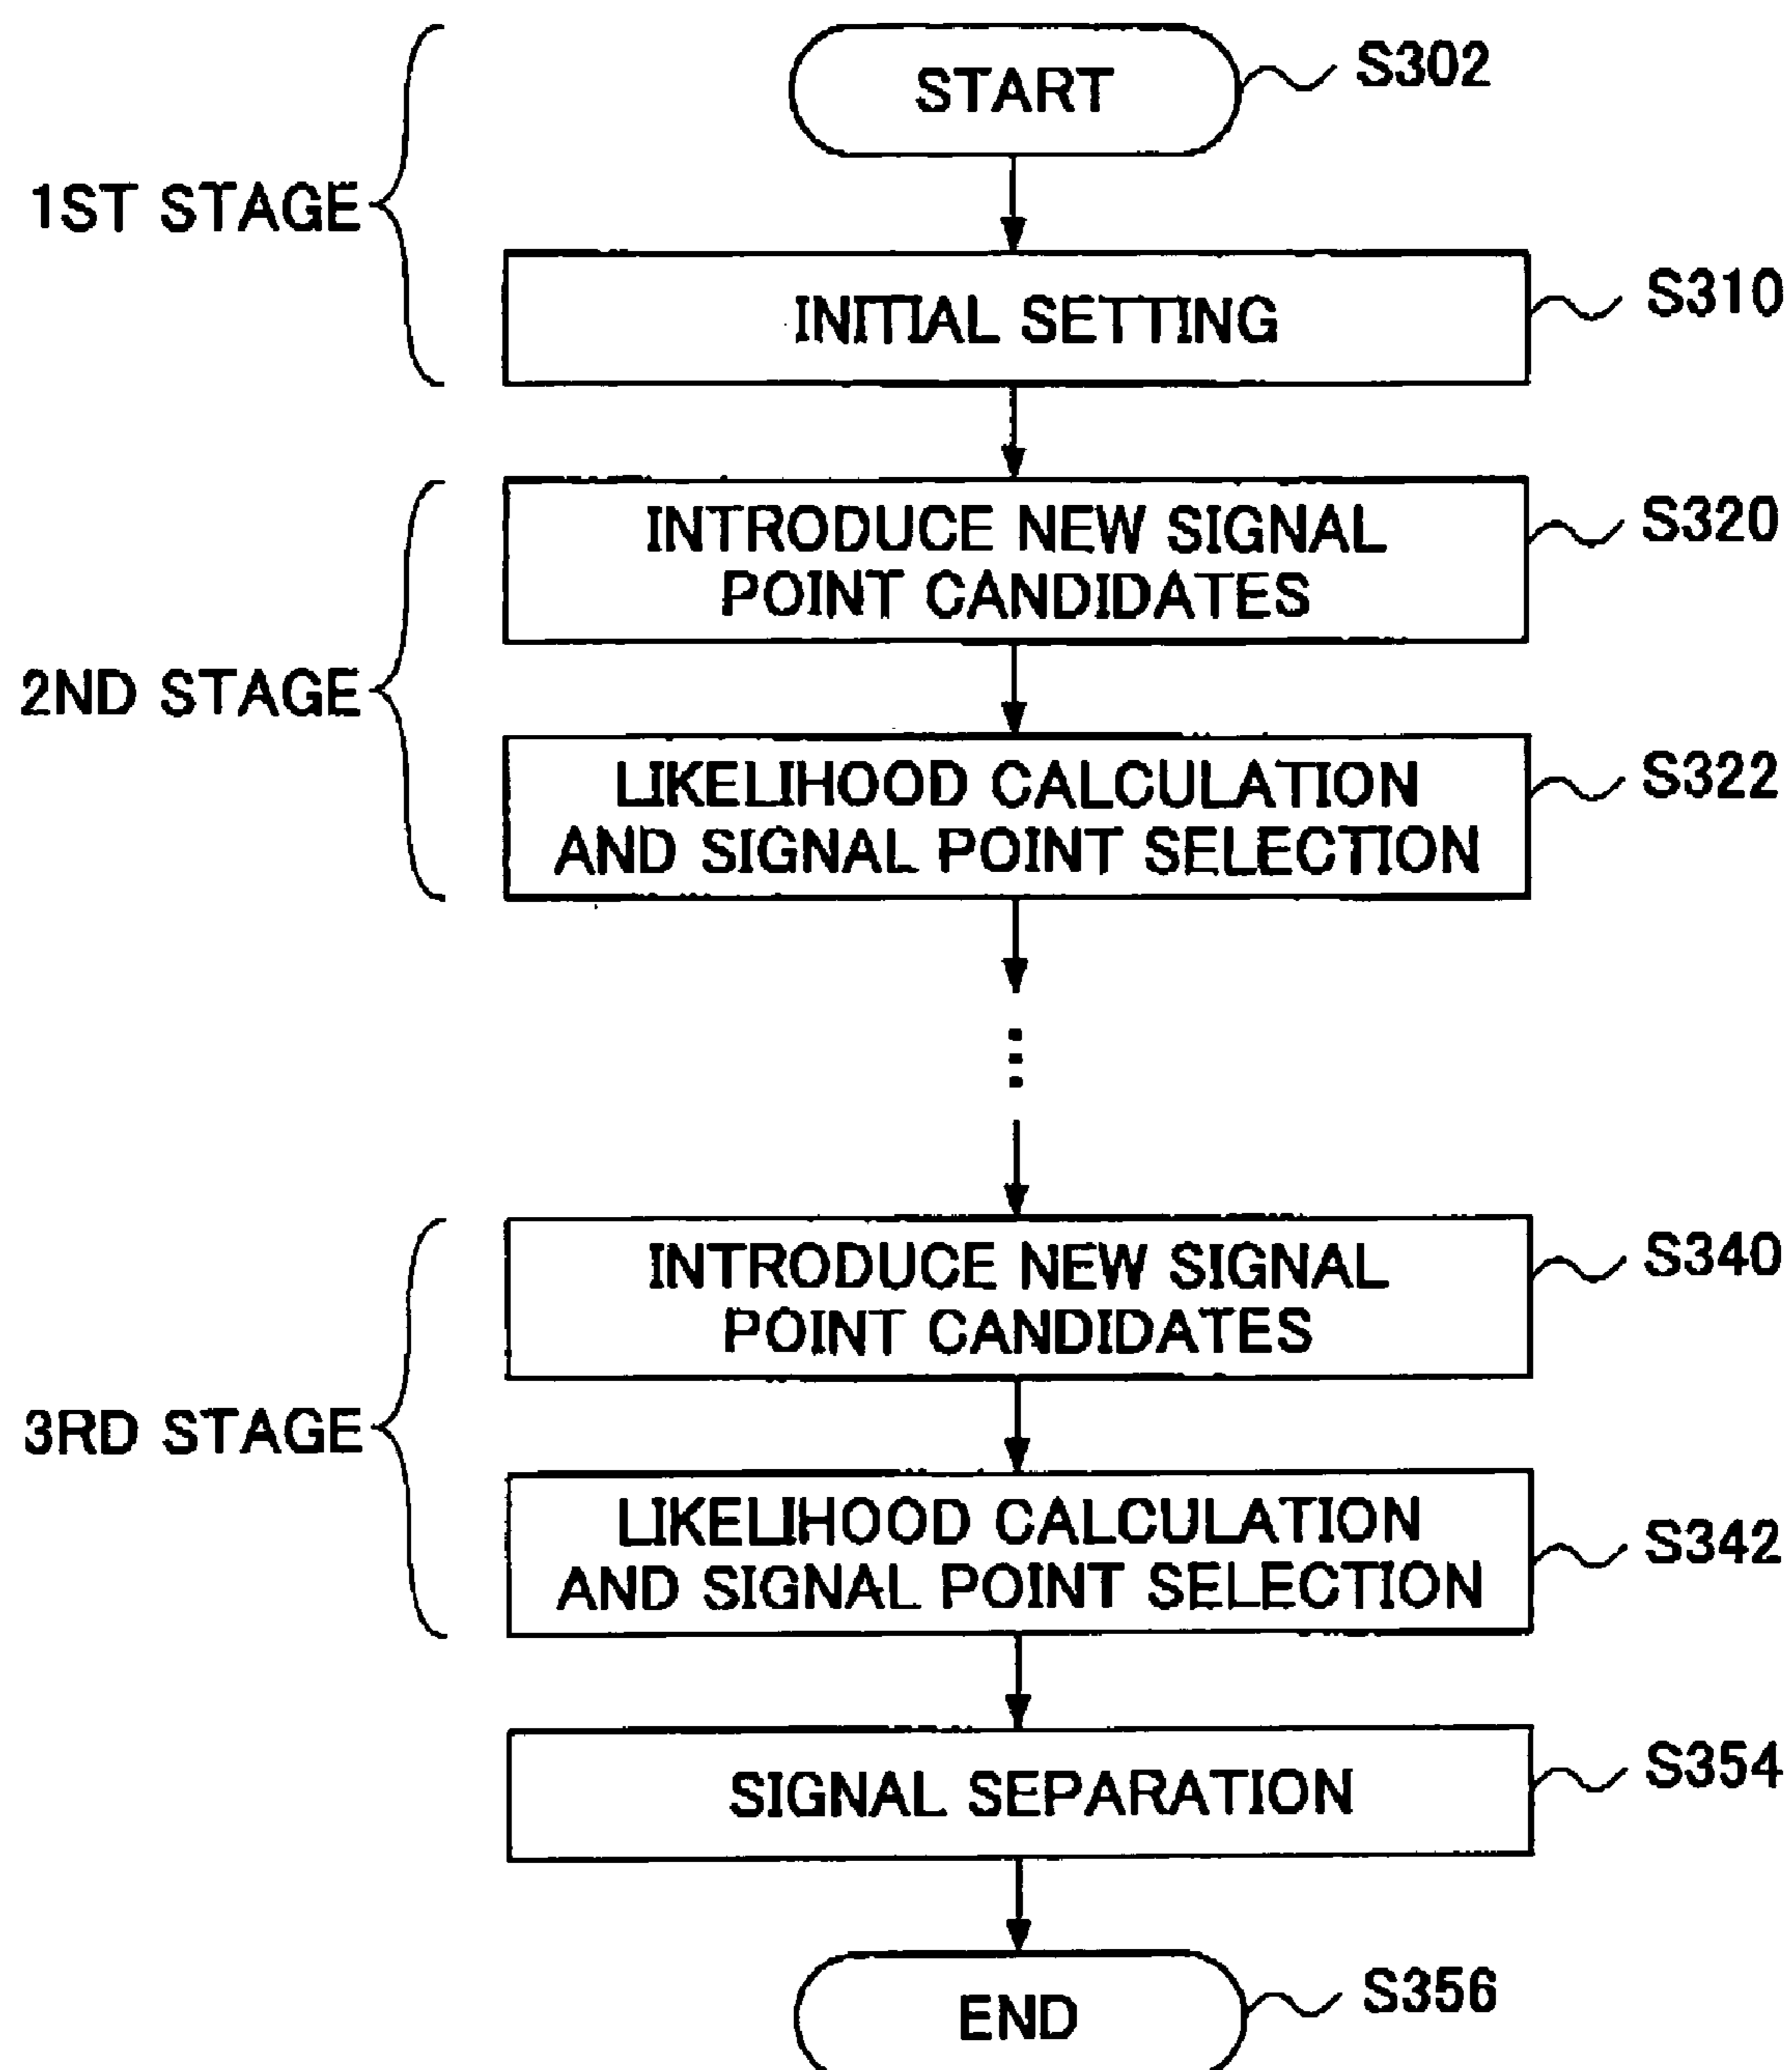 START
S302
1ST STAGE
INITIAL SETTING
S310
INTRODUCE NEW SIGNAL
POINT CANDIDATES
S320
2ND STAGE
LIKELIHOOD CALCULATION
AND SIGNAL POINT SELECTION
S322
INTRODUCE NEW SIGNAL
POINT CANDIDATES
S340
3RD STAGE
LIKELIHOOD CALCULATION
AND SIGNAL POINT SELECTION
S342
SIGNAL SEPARATION
S354
END
S356